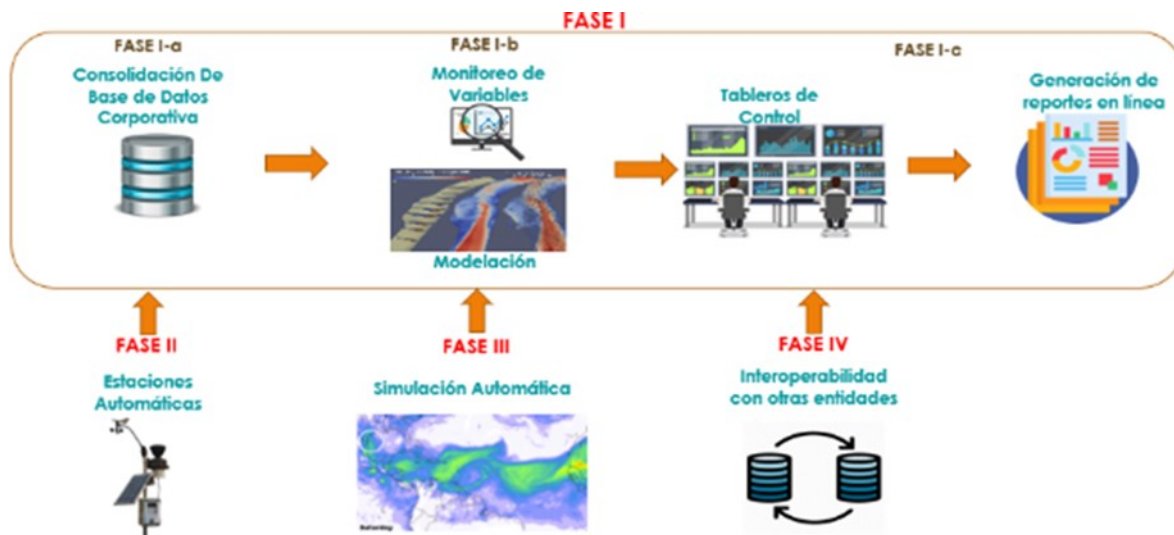 FASE I
FASE I-a
Consolidación De
Base de Datos
Corporativa
FASE I-b
Monitoreo de
Variables
Modelación
Tableros de
Control
FASE I-c
Generación de
reportes en línea
FASE II
Estaciones
Automáticas
FASE III
Simulación Automática
FASE IV
Interoperabilidad
con otras entidades